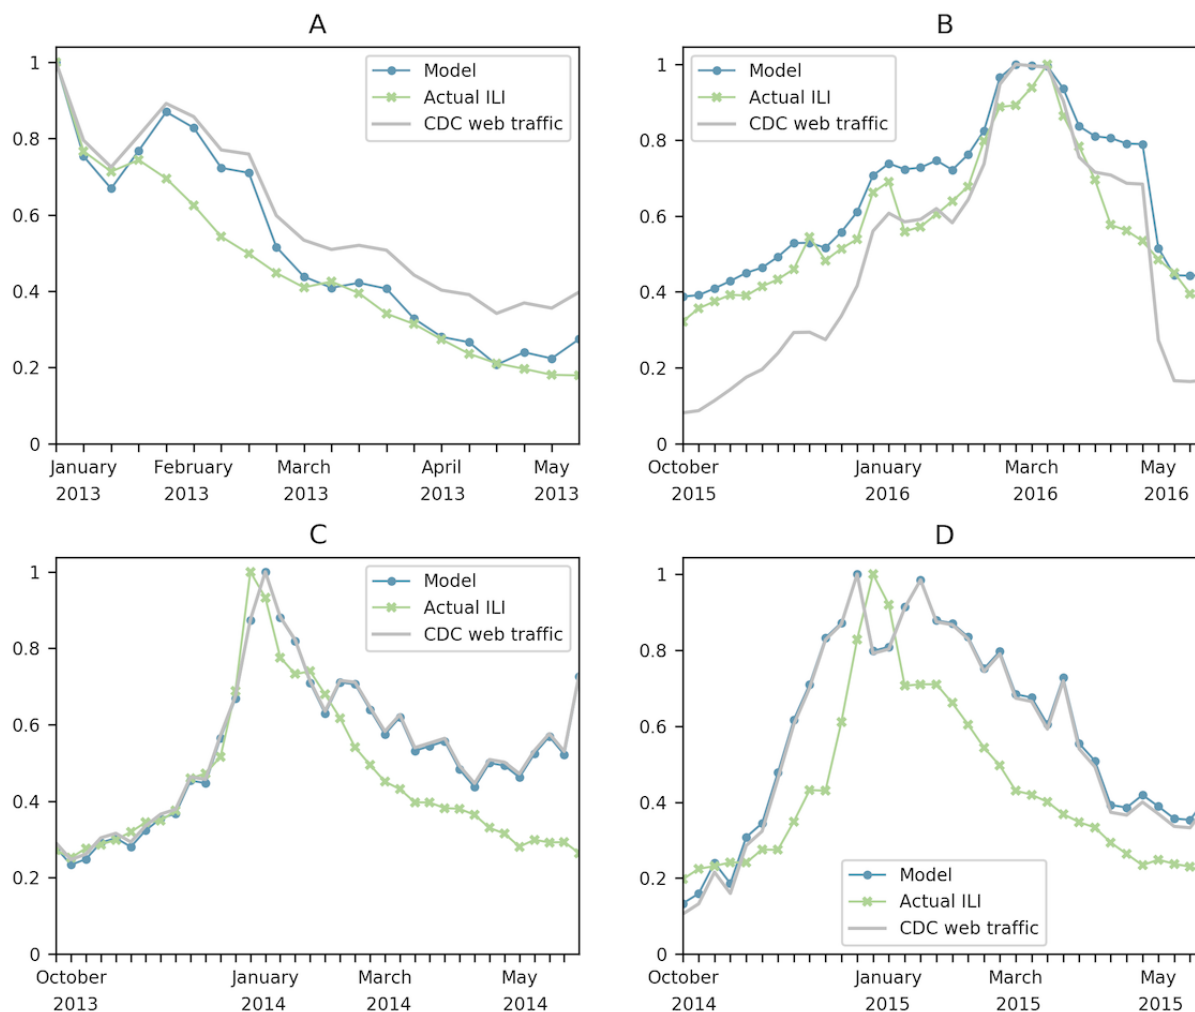 A
1
0.8
0.6
0.4
0.2
0
Model
Actual ILI
CDC web traffic
January
2013
February
2013
March
2013
April
2013
May
2013
B
1
0.8
0.6
0.4
0.2
0
Model
Actual ILI
CDC web traffic
October
2015
January
2016
March
2016
May
2016
C
1
0.8
0.6
0.4
0.2
0
Model
Actual ILI
CDC web traffic
October
2013
January
2014
March
2014
May
2014
D
1
0.8
0.6
0.4
0.2
0
Model
Actual ILI
CDC web traffic
October
2014
January
2015
March
2015
May
2015